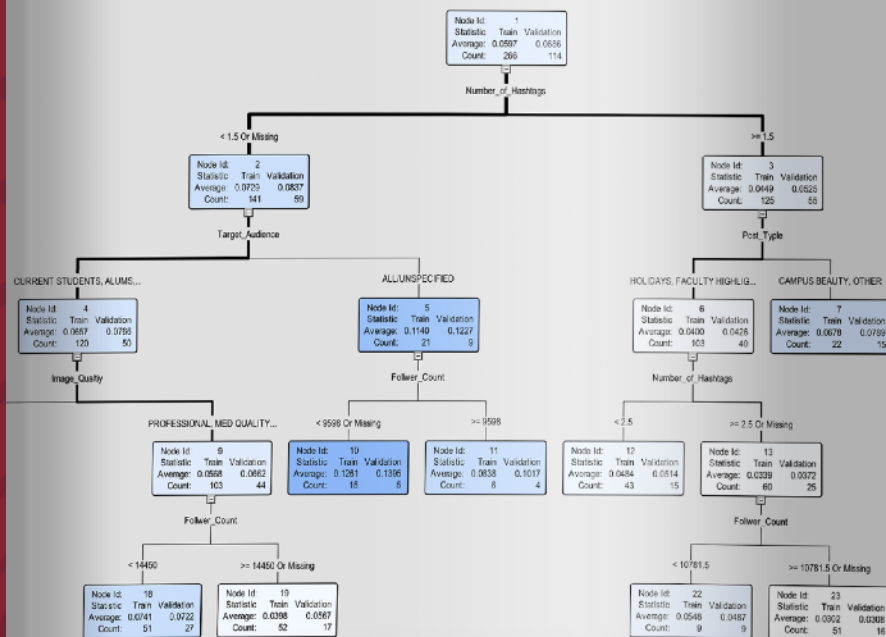 Node Id: 1
Statistic Train Validation
Average: 0.0597 0.0686
Count: 266 114
Number_of_Hashtags
< 1.5 Or Missing
>= 1.5
Node Id: 2
Statistic Train Validation
Average: 0.0729 0.0837
Count: 141 59
Node Id: 3
Statistic Train Validation
Average: 0.0449 0.0525
Count: 125 55
Target_Audience
Post_Typle
CURRENT STUDENTS, ALUMS...
ALL/UNSPECIFIED
HOLIDAYS, FACULTY HIGHLIG...
CAMPUS BEAUTY, OTHER
Node Id: 4
Statistic Train Validation
Average: 0.0657 0.0766
Count: 120 50
Node Id: 5
Statistic Train Validation
Average: 0.1140 0.1227
Count: 21 9
Node Id: 6
Statistic Train Validation
Average: 0.0400 0.0426
Count: 103 40
Node Id: 7
Statistic Train Validation
Average: 0.0678 0.0789
Count: 22 15
Image_Qualtiy
Follwer_Count
Number_of_Hashtags
PROFESSIONAL, MED QUALITY...
< 9598 Or Missing
>= 9598
< 2.5
>= 2.5 Or Missing
Node Id: 9
Statistic Train Validation
Average: 0.0568 0.0662
Count: 103 44
Node Id: 10
Statistic Train Validation
Average: 0.1261 0.1395
Count: 15 5
Node Id: 11
Statistic Train Validation
Average: 0.0838 0.1017
Count: 6 4
Node Id: 12
Statistic Train Validation
Average: 0.0484 0.0514
Count: 43 15
Node Id: 13
Statistic Train Validation
Average: 0.0339 0.0372
Count: 60 25
Follwer_Count
Follwer_Count
< 14450
>= 14450 Or Missing
< 10781.5
>= 10781.5 Or Missing
Node Id: 18
Statistic Train Validation
Average: 0.0741 0.0722
Count: 51 27
Node Id: 19
Statistic Train Validation
Average: 0.0398 0.0567
Count: 52 17
Node Id: 22
Statistic Train Validation
Average: 0.0548 0.0487
Count: 9 9
Node Id: 23
Statistic Train Validation
Average: 0.0302 0.0308
Count: 51 16